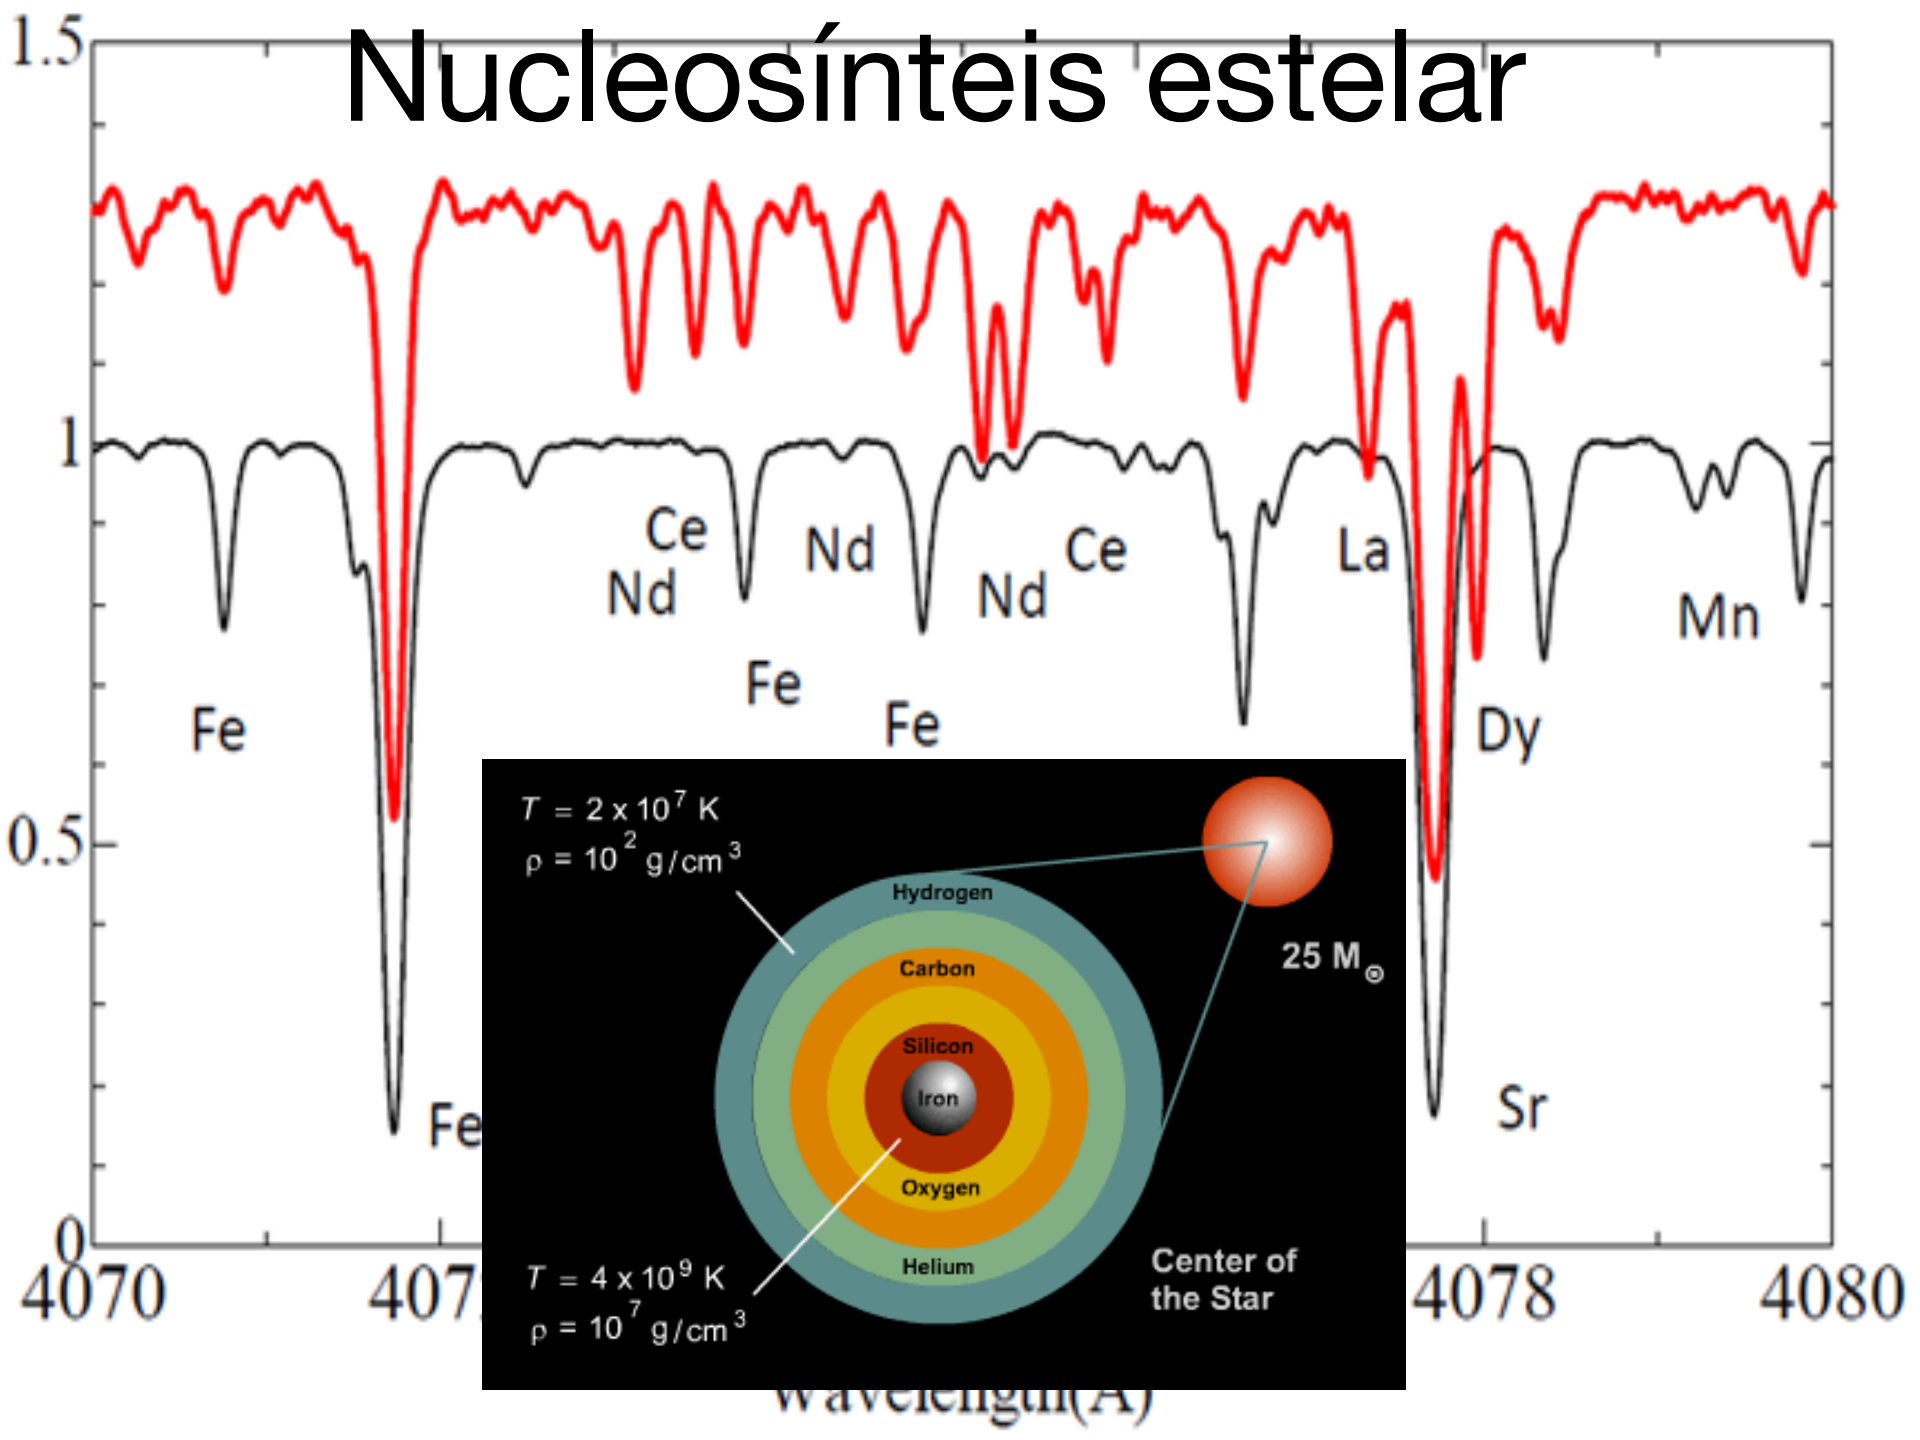 Nucleosínteis estelar
1.5
1
0.5
0
Ce
Nd
Nd
Nd
Ce
La
Mn
Fe
Fe
Fe
Dy
Fe
Sr
T = 2 x 10⁷ K
ρ = 10² g/cm³
Hydrogen
Carbon
Silicon
Iron
Oxygen
Helium
25 M⊙
T = 4 x 10⁹ K
ρ = 10⁷ g/cm³
Center of
the Star
4070
4078
4080
Wavelength(A)